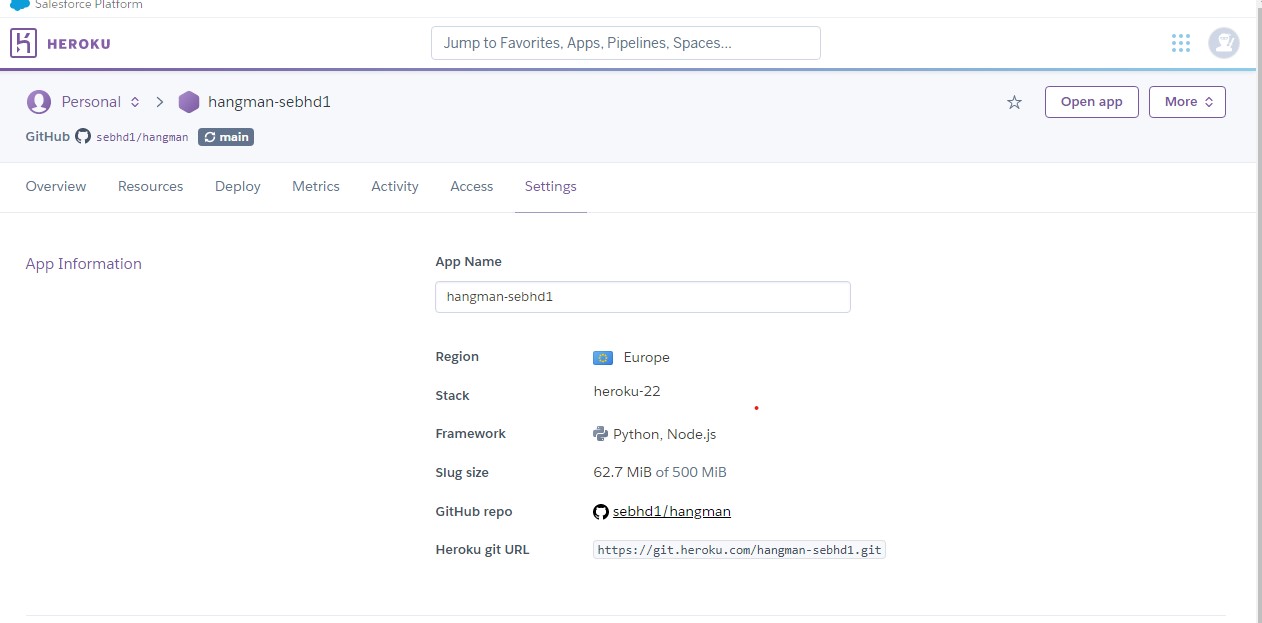 Salesforce Platform
HEROKU
Jump to Favorites, Apps, Pipelines, Spaces...
Personal hangman-sebhd1
Open app
More
GitHub sebhd1/hangman main
Overview Resources Deploy Metrics Activity Access Settings
App Information
App Name
hangman-sebhd1
Region Europe
Stack heroku-22
Framework Python, Node.js
Slug size 62.7 MiB of 500 MiB
GitHub repo sebhd1/hangman
Heroku git URL https://git.heroku.com/hangman-sebhd1.git